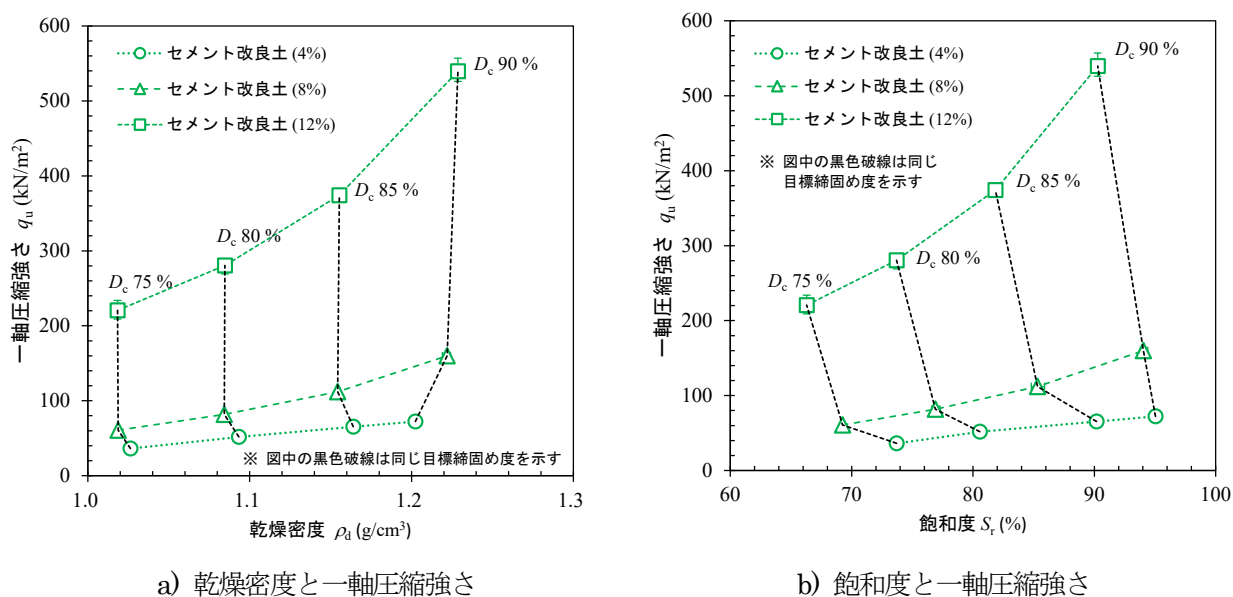 600
500
400
300
200
100
0
一軸圧縮強さ qu (kN/m2)
セメント改良土 (4%)
セメント改良土 (8%)
セメント改良土 (12%)
Dc 90 %
Dc 85 %
Dc 80 %
Dc 75 %
※ 図中の黒色破線は同じ目標締固め度を示す
1.0 1.1 1.2 1.3
乾燥密度 ρd (g/cm3)
a) 乾燥密度と一軸圧縮強さ
600
500
400
300
200
100
0
一軸圧縮強さ qu (kN/m2)
セメント改良土 (4%)
セメント改良土 (8%)
セメント改良土 (12%)
※ 図中の黒色破線は同じ
目標締固め度を示す
Dc 90 %
Dc 85 %
Dc 80 %
Dc 75 %
60 70 80 90 100
飽和度 Sr (%)
b) 飽和度と一軸圧縮強さ